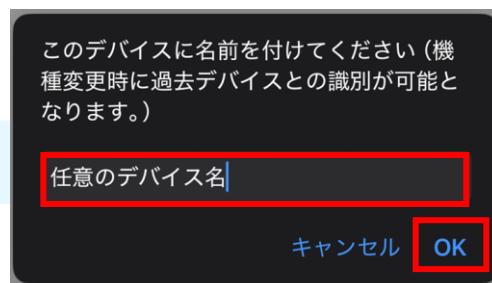 このデバイスに名前を付けてください（機
種変更時に過去デバイスとの識別が可能と
なります。）
任意のデバイス名
キャンセル OK